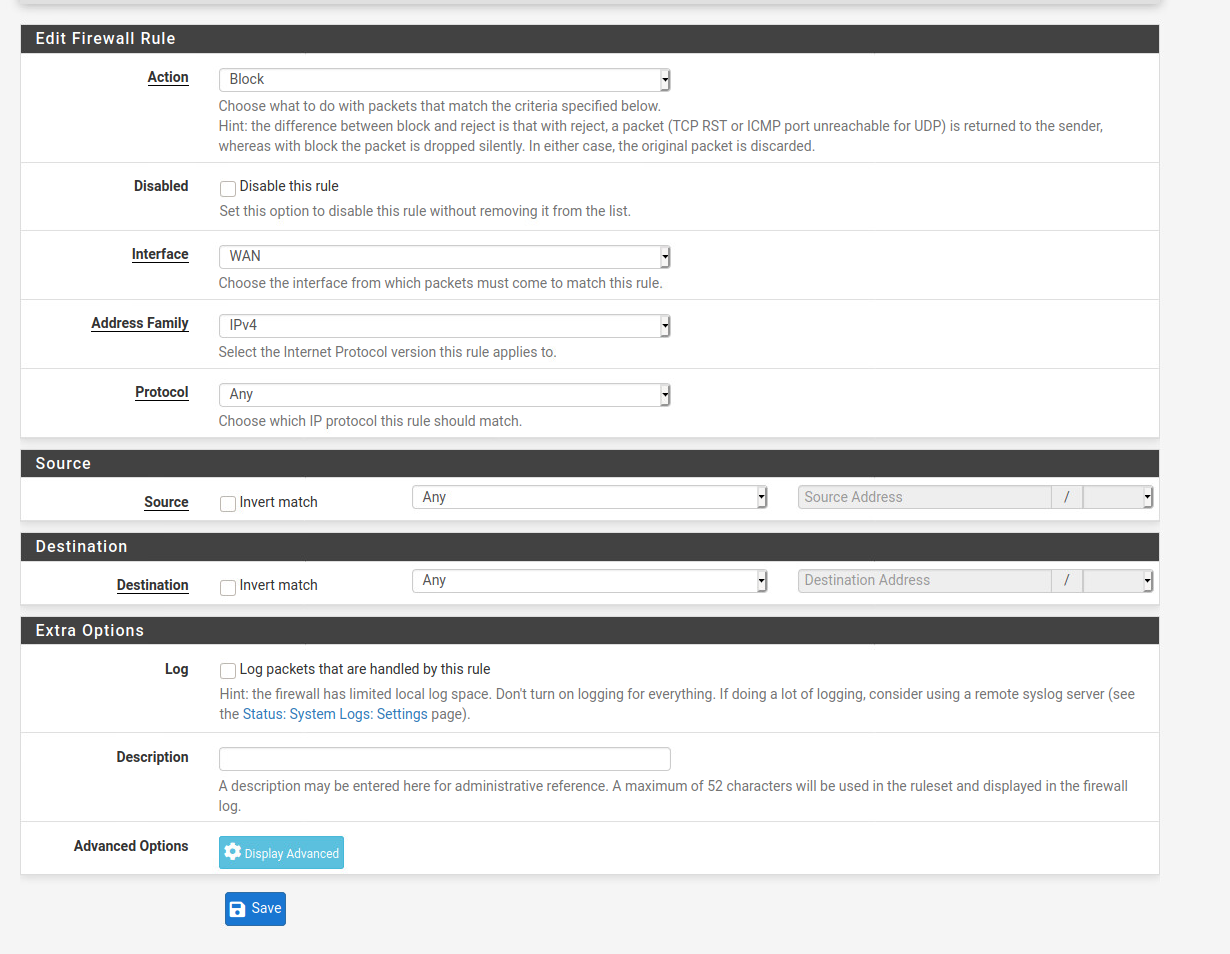 Edit Firewall Rule
Action
Block
Choose what to do with packets that match the criteria specified below.
Hint: the difference between block and reject is that with reject, a packet (TCP RST or ICMP port unreachable for UDP) is returned to the sender,
whereas with block the packet is dropped silently. In either case, the original packet is discarded.
Disabled
Disable this rule
Set this option to disable this rule without removing it from the list.
Interface
WAN
Choose the interface from which packets must come to match this rule.
Address Family
IPv4
Select the Internet Protocol version this rule applies to.
Protocol
Any
Choose which IP protocol this rule should match.
Source
Source
Invert match
Any
Source Address
/
Destination
Destination
Invert match
Any
Destination Address
/
Extra Options
Log
Log packets that are handled by this rule
Hint: the firewall has limited local log space. Don't turn on logging for everything. If doing a lot of logging, consider using a remote syslog server (see
the Status: System Logs: Settings page).
Description
A description may be entered here for administrative reference. A maximum of 52 characters will be used in the ruleset and displayed in the firewall
log.
Advanced Options
Display Advanced
Save